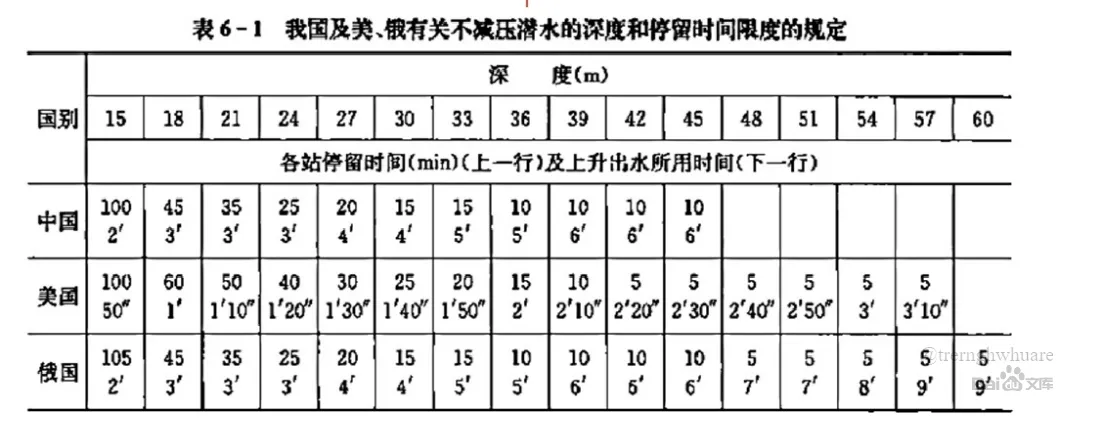 表6-1 我国及美、俄有关不减压潜水的深度和停留时间限度的规定
深 度(m)
国别 15 18 21 24 27 30 33 36 39 42 45 48 51 54 57 60
各站停留时间(min)(上一行)及上升出水所用时间(下一行)
中国 100 45 35 25 20 15 15 10 10 10 10
2′ 3′ 3′ 3′ 4′ 4′ 5′ 5′ 6′ 6′ 6′
美国 100 60 50 40 30 25 20 15 10 5 5 5 5 5 5
50″ 1′ 1′10″ 1′20″ 1′30″ 1′40″ 1′50″ 2′ 2′10″ 2′20″ 2′30″ 2′40″ 2′50″ 3′ 3′10″
俄国 105 45 35 25 20 15 15 10 10 10 10 5 5 5 5 5
2′ 3′ 3′ 3′ 4′ 4′ 5′ 5′ 6′ 6′ 6′ 7′ 7′ 8′ 9′ 9′
@trernghwhuare
Bai du 文库